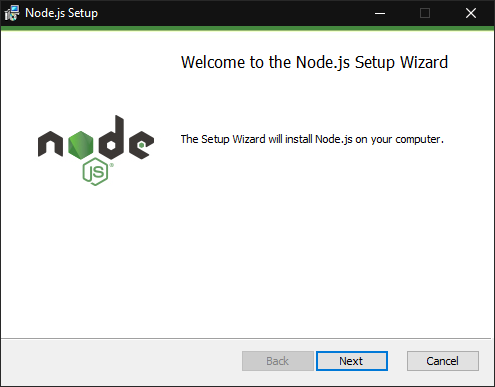 Node.js Setup
Welcome to the Node.js Setup Wizard
The Setup Wizard will install Node.js on your computer.
node
JS®
Back Next Cancel